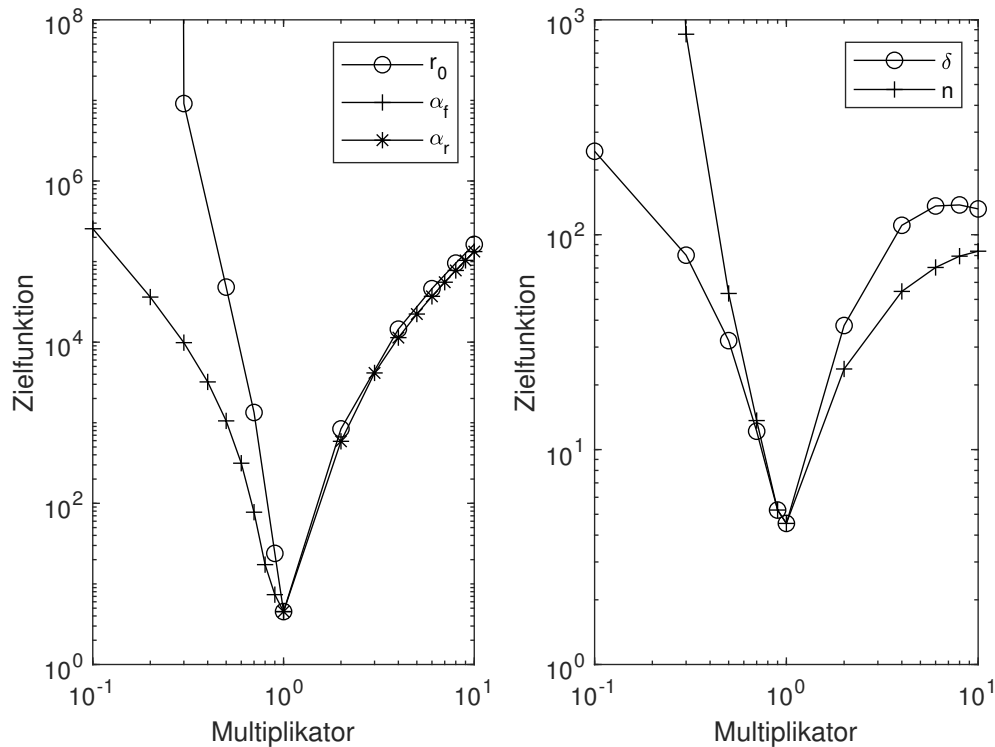 10^8
10^6
10^4
10^2
10^0
Zielfunktion
10^-1
10^0
10^1
Multiplikator
r_0
α_f
α_r
10^3
10^2
10^1
10^0
Zielfunktion
10^-1
10^0
10^1
Multiplikator
δ
n